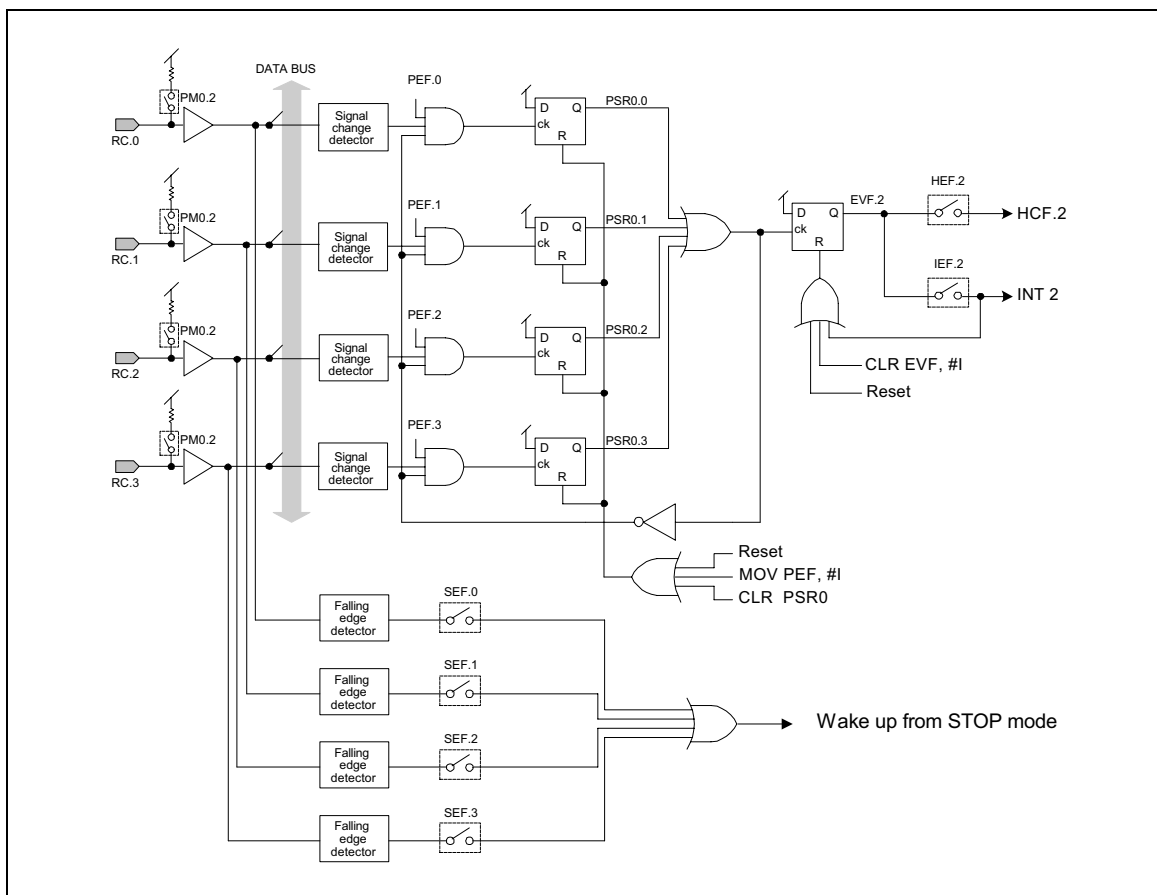 DATA BUS
PM0.2
RC.0
Signal
change
detector
PEF.0
D Q
ck
R
PSR0.0
PM0.2
RC.1
Signal
change
detector
PEF.1
D Q
ck
R
PSR0.1
PM0.2
RC.2
Signal
change
detector
PEF.2
D Q
ck
R
PSR0.2
PM0.2
RC.3
Signal
change
detector
PEF.3
D Q
ck
R
PSR0.3
D Q
ck
R
EVF.2
HEF.2
HCF.2
IEF.2
INT 2
CLR EVF, #I
Reset
Reset
MOV PEF, #I
CLR PSR0
Falling
edge
detector
SEF.0
Falling
edge
detector
SEF.1
Falling
edge
detector
SEF.2
Falling
edge
detector
SEF.3
Wake up from STOP mode